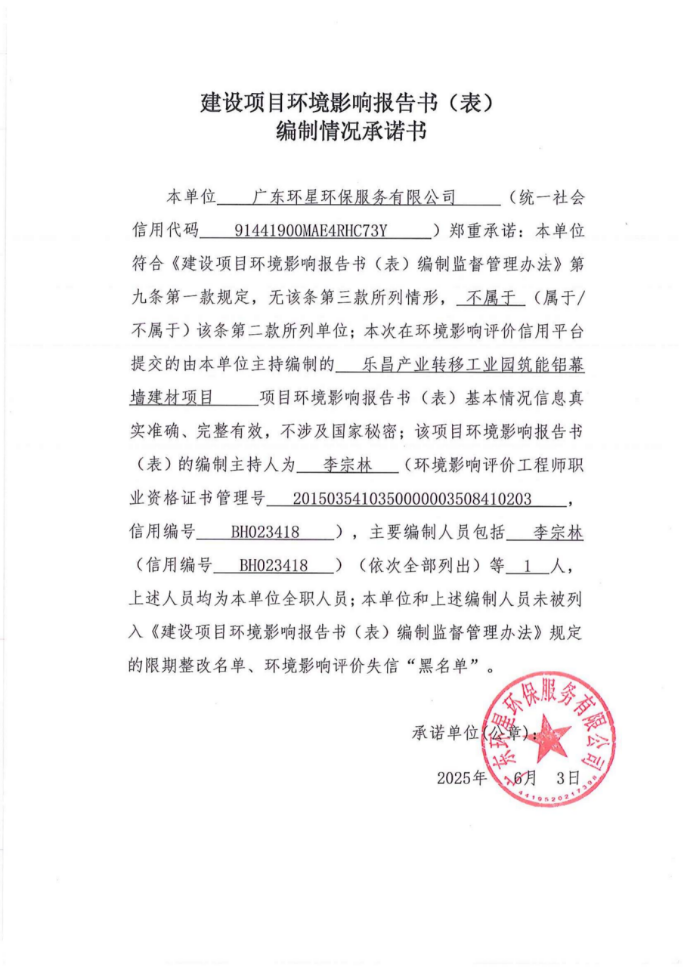 建设项目环境影响报告书（表）
编制情况承诺书
本单位 广东环星环保服务有限公司 （统一社会
信用代码 91441900MAE4RHC73Y ）郑重承诺：本单位
符合《建设项目环境影响报告书（表）编制监督管理办法》第
九条第一款规定，无该条第三款所列情形，不属于（属于/
不属于）该条第二款所列单位；本次在环境影响评价信用平台
提交的由本单位主持编制的 乐昌产业转移工业园筑能铝幕
墙建材项目 项目环境影响报告书（表）基本情况信息真
实准确、完整有效，不涉及国家秘密；该项目环境影响报告书
（表）的编制主持人为 李宗林 （环境影响评价工程师职
业资格证书管理号 2015035410350000003508410203 ，
信用编号 BH023418 ），主要编制人员包括 李宗林
（信用编号 BH023418 ）（依次全部列出）等 1 人，
上述人员均为本单位全职人员；本单位和上述编制人员未被列
入《建设项目环境影响报告书（表）编制监督管理办法》规定
的限期整改名单、环境影响评价失信“黑名单”。
承诺单位(公章)：
2025年 6月 3日
广东环星环保服务有限公司